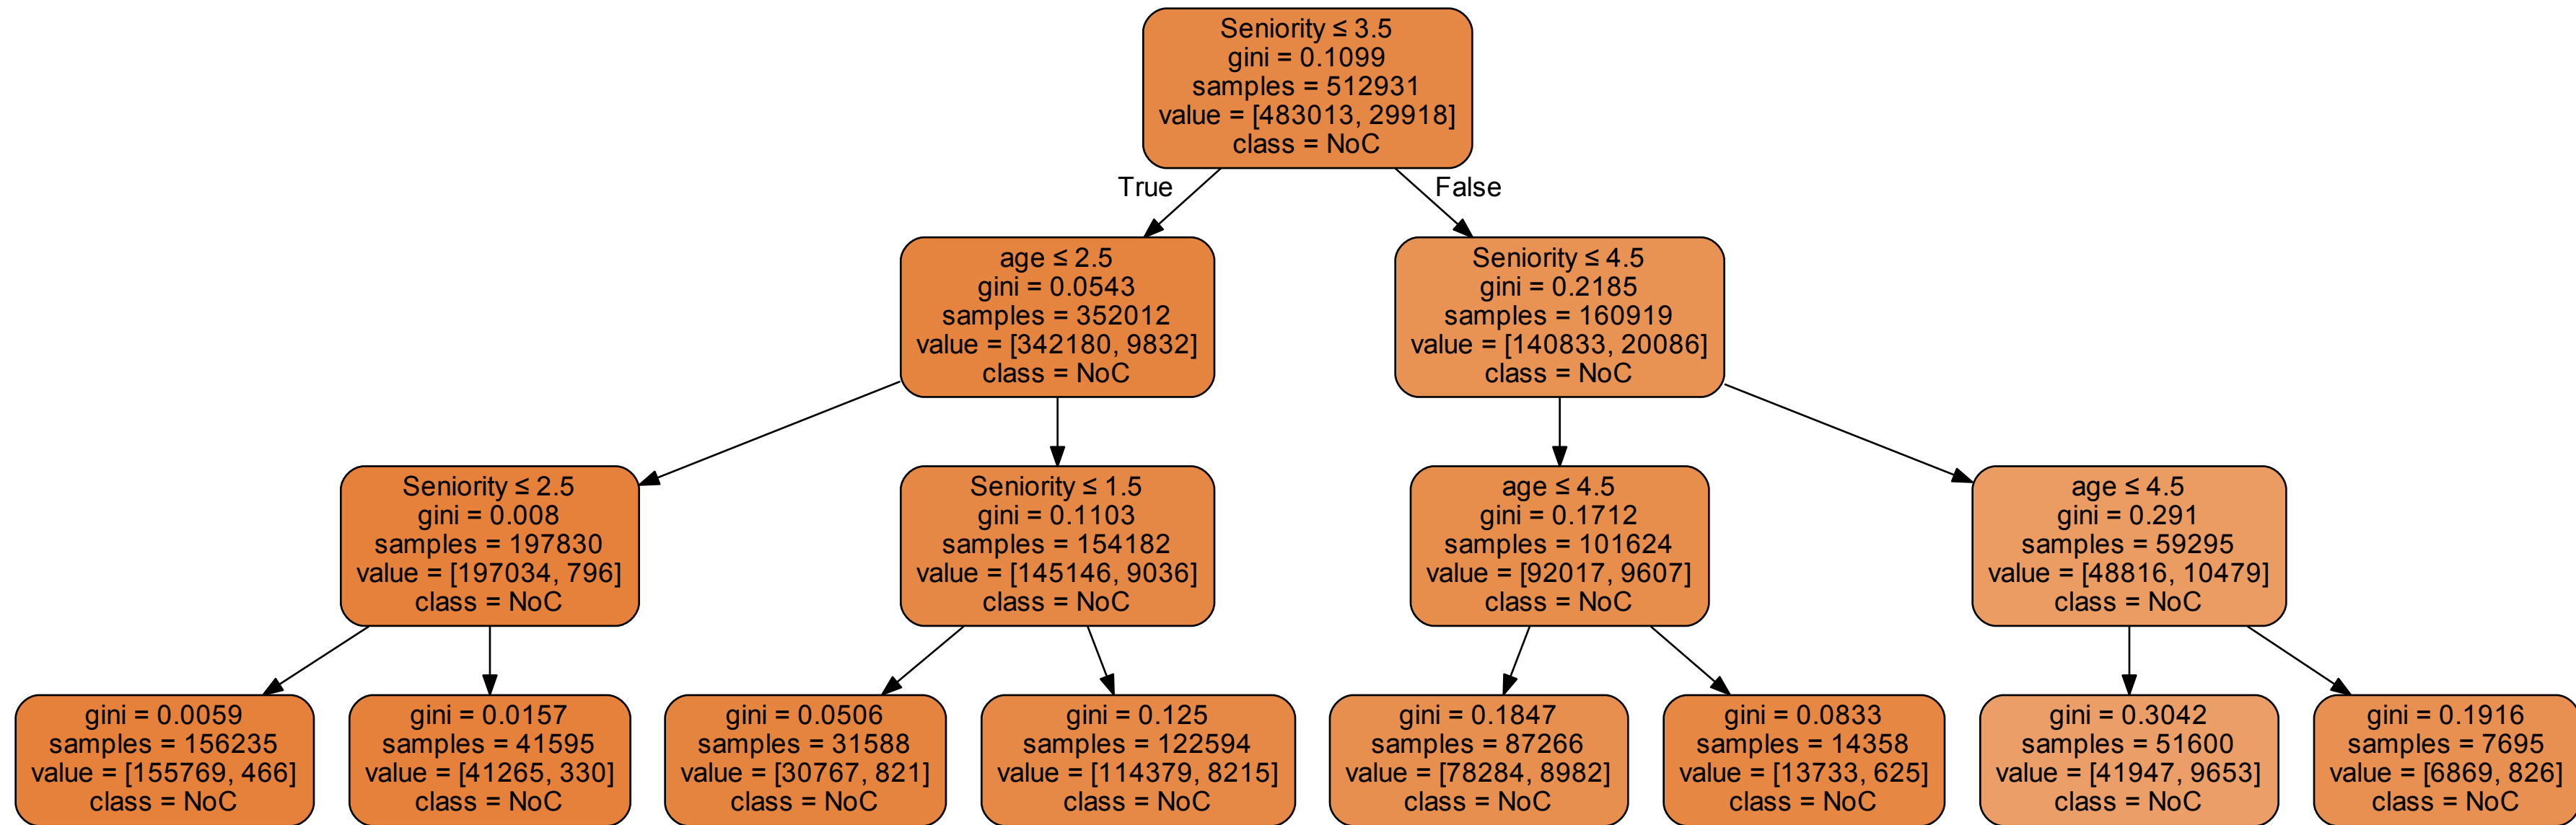 Seniority ≤ 3.5
gini = 0.1099
samples = 512931
value = [483013, 29918]
class = NoC
True
False
age ≤ 2.5
gini = 0.0543
samples = 352012
value = [342180, 9832]
class = NoC
Seniority ≤ 4.5
gini = 0.2185
samples = 160919
value = [140833, 20086]
class = NoC
Seniority ≤ 2.5
gini = 0.008
samples = 197830
value = [197034, 796]
class = NoC
Seniority ≤ 1.5
gini = 0.1103
samples = 154182
value = [145146, 9036]
class = NoC
age ≤ 4.5
gini = 0.1712
samples = 101624
value = [92017, 9607]
class = NoC
age ≤ 4.5
gini = 0.291
samples = 59295
value = [48816, 10479]
class = NoC
gini = 0.0059
samples = 156235
value = [155769, 466]
class = NoC
gini = 0.0157
samples = 41595
value = [41265, 330]
class = NoC
gini = 0.0506
samples = 31588
value = [30767, 821]
class = NoC
gini = 0.125
samples = 122594
value = [114379, 8215]
class = NoC
gini = 0.1847
samples = 87266
value = [78284, 8982]
class = NoC
gini = 0.0833
samples = 14358
value = [13733, 625]
class = NoC
gini = 0.3042
samples = 51600
value = [41947, 9653]
class = NoC
gini = 0.1916
samples = 7695
value = [6869, 826]
class = NoC